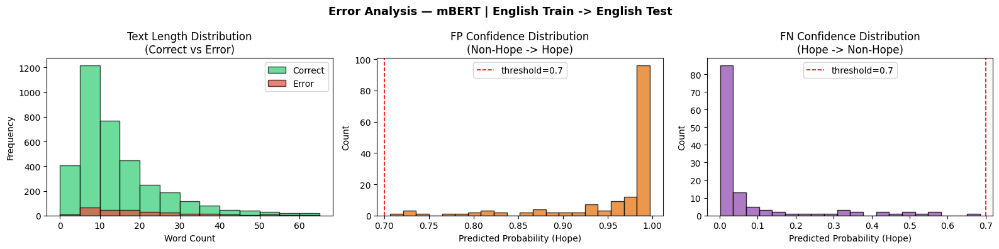 Error Analysis — mBERT | English Train -> English Test
Text Length Distribution
(Correct vs Error)
Correct
Error
Frequency
1200
1000
800
600
400
200
0
0 10 20 30 40 50 60
Word Count
FP Confidence Distribution
(Non-Hope -> Hope)
threshold=0.7
Count
100
80
60
40
20
0
0.70 0.75 0.80 0.85 0.90 0.95 1.00
Predicted Probability (Hope)
FN Confidence Distribution
(Hope -> Non-Hope)
threshold=0.7
Count
80
70
60
50
40
30
20
10
0
0.0 0.1 0.2 0.3 0.4 0.5 0.6 0.7
Predicted Probability (Hope)